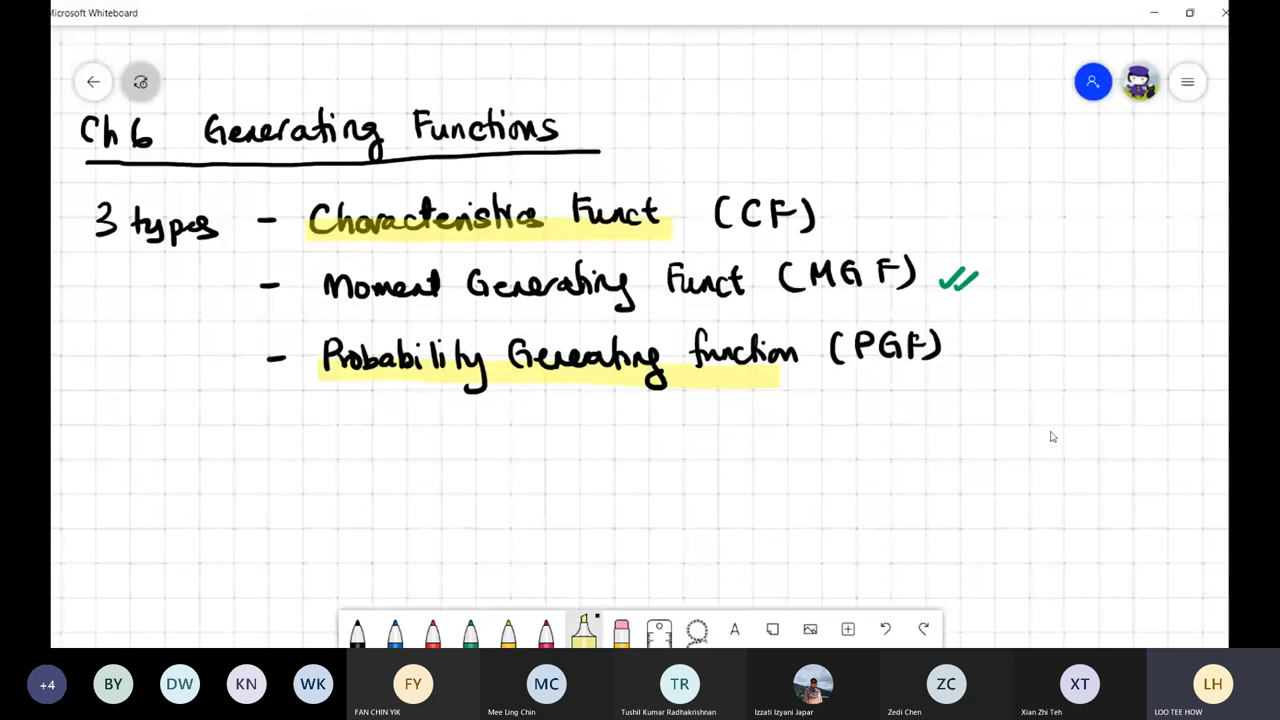 Microsoft Whiteboard
Ch 6 Generating Functions
3 types - Characteristics Funct (CF)
- Moment Generating Funct (MGF)
- Probability Generating function (PGF)
A
+4 BY DW KN WK FY MC TR ZC XT LH
FAN CHIN YIK Mee Ling Chin Tushil Kumar Radhakrishnan Izzati Izyani Japar Zedi Chen Xian Zhi Teh LOO TEE HOW